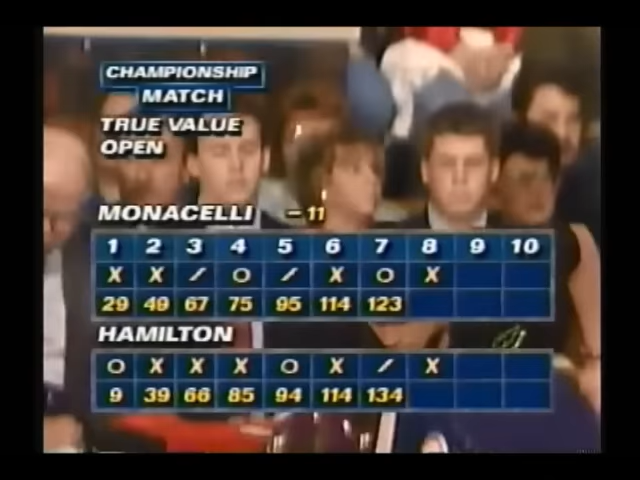 CHAMPIONSHIP
MATCH
TRUE VALUE
OPEN
MONACELLI -11
1 2 3 4 5 6 7 8 9 10
X X / O / X O X
29 49 67 75 95 114 123
HAMILTON
O X X X O X / X
9 39 66 85 94 114 134